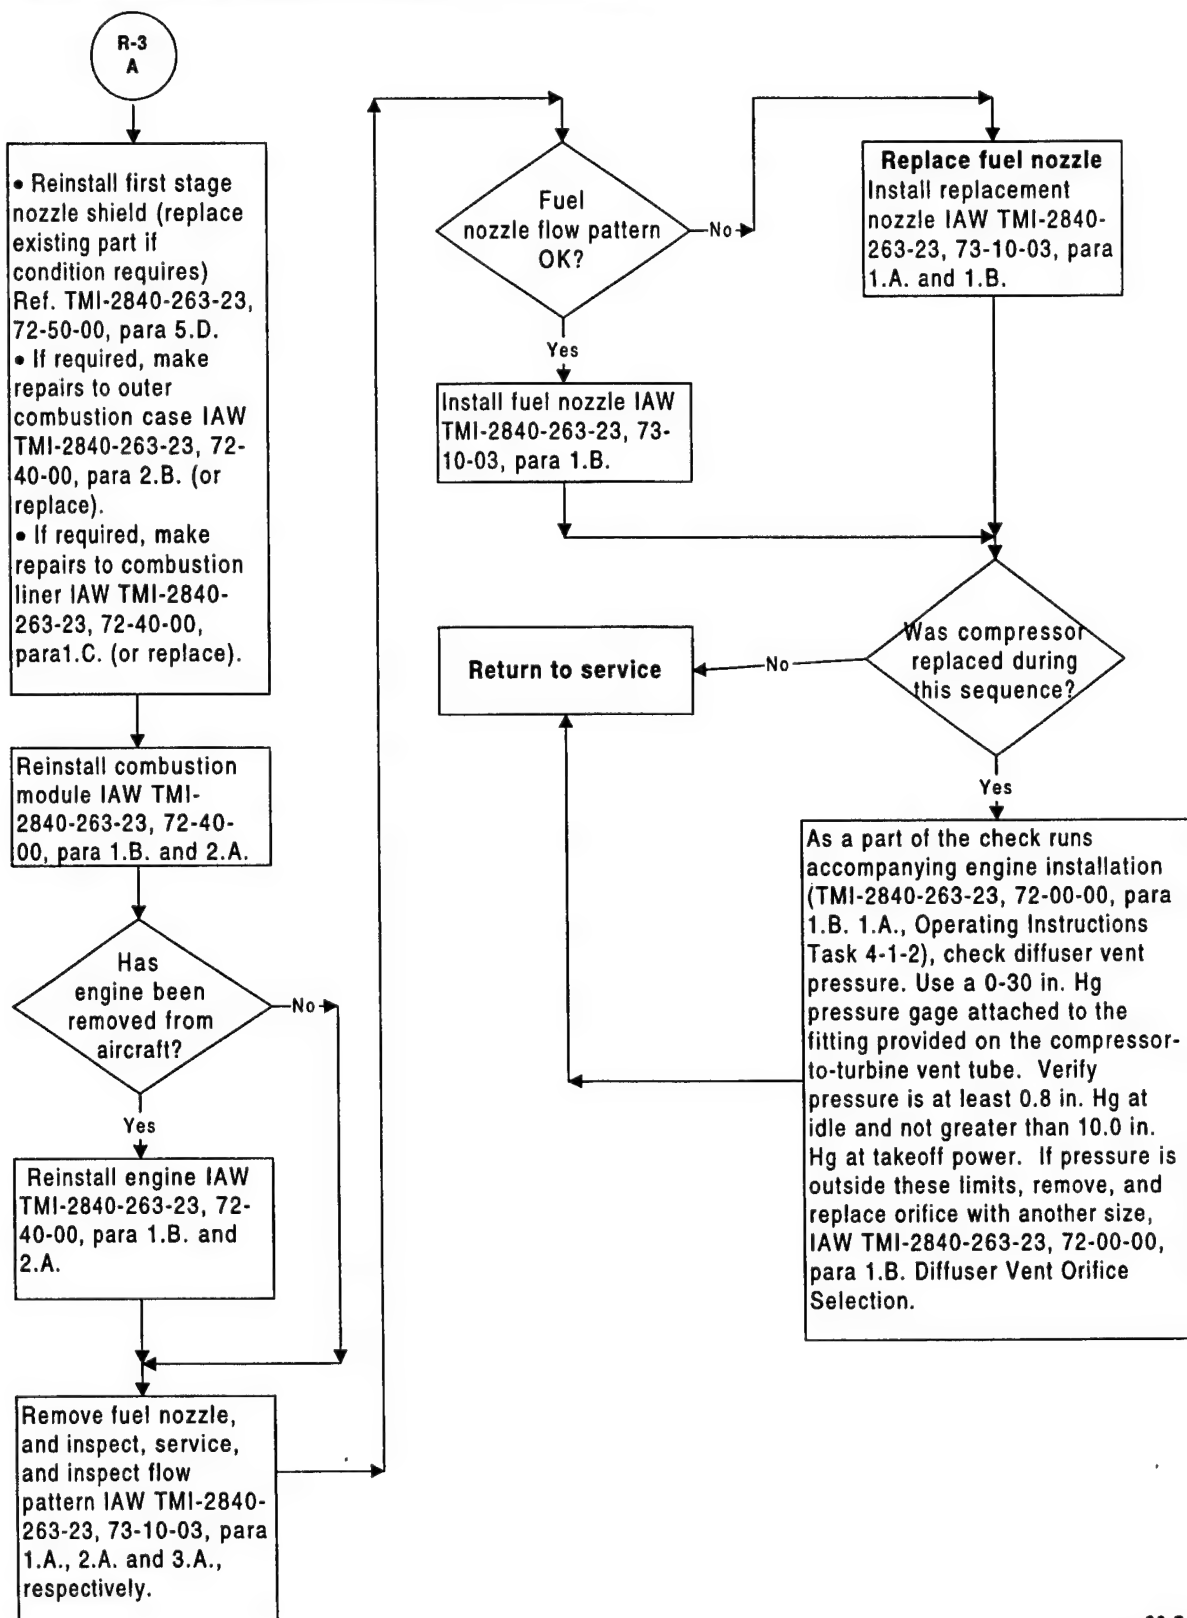 R-3
A
• Reinstall first stage
nozzle shield (replace
existing part if
condition requires)
Ref. TMI-2840-263-23,
72-50-00, para 5.D.
• If required, make
repairs to outer
combustion case IAW
TMI-2840-263-23, 72-
40-00, para 2.B. (or
replace).
• If required, make
repairs to combustion
liner IAW TMI-2840-
263-23, 72-40-00,
para1.C. (or replace).
Reinstall combustion
module IAW TMI-
2840-263-23, 72-40-
00, para 1.B. and 2.A.
Has
engine been
removed from
aircraft?
No
Yes
Reinstall engine IAW
TMI-2840-263-23, 72-
40-00, para 1.B. and
2.A.
Remove fuel nozzle,
and inspect, service,
and inspect flow
pattern IAW TMI-2840-
263-23, 73-10-03, para
1.A., 2.A. and 3.A.,
respectively.
Fuel
nozzle flow pattern
OK?
No
Yes
Replace fuel nozzle
Install replacement
nozzle IAW TMI-2840-
263-23, 73-10-03, para
1.A. and 1.B.
Install fuel nozzle IAW
TMI-2840-263-23, 73-
10-03, para 1.B.
Was compressor
replaced during
this sequence?
No
Return to service
Yes
As a part of the check runs
accompanying engine installation
(TMI-2840-263-23, 72-00-00, para
1.B. 1.A., Operating Instructions
Task 4-1-2), check diffuser vent
pressure. Use a 0-30 in. Hg
pressure gage attached to the
fitting provided on the compressor-
to-turbine vent tube. Verify
pressure is at least 0.8 in. Hg at
idle and not greater than 10.0 in.
Hg at takeoff power. If pressure is
outside these limits, remove, and
replace orifice with another size,
IAW TMI-2840-263-23, 72-00-00,
para 1.B. Diffuser Vent Orifice
Selection.